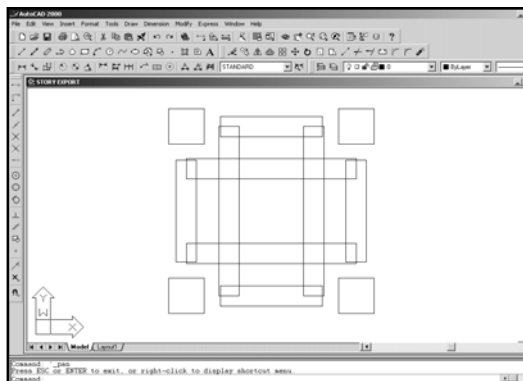 AutoCAD 2000
File Edit View Insert Format Tools Draw Dimension Modify Express Window Help
STANDARD 0 ByLayer
STORY EXPORT
Y
W
X
Model Layout1
Command: '_pan
Press ESC or ENTER to exit, or right-click to display shortcut menu.
Command: